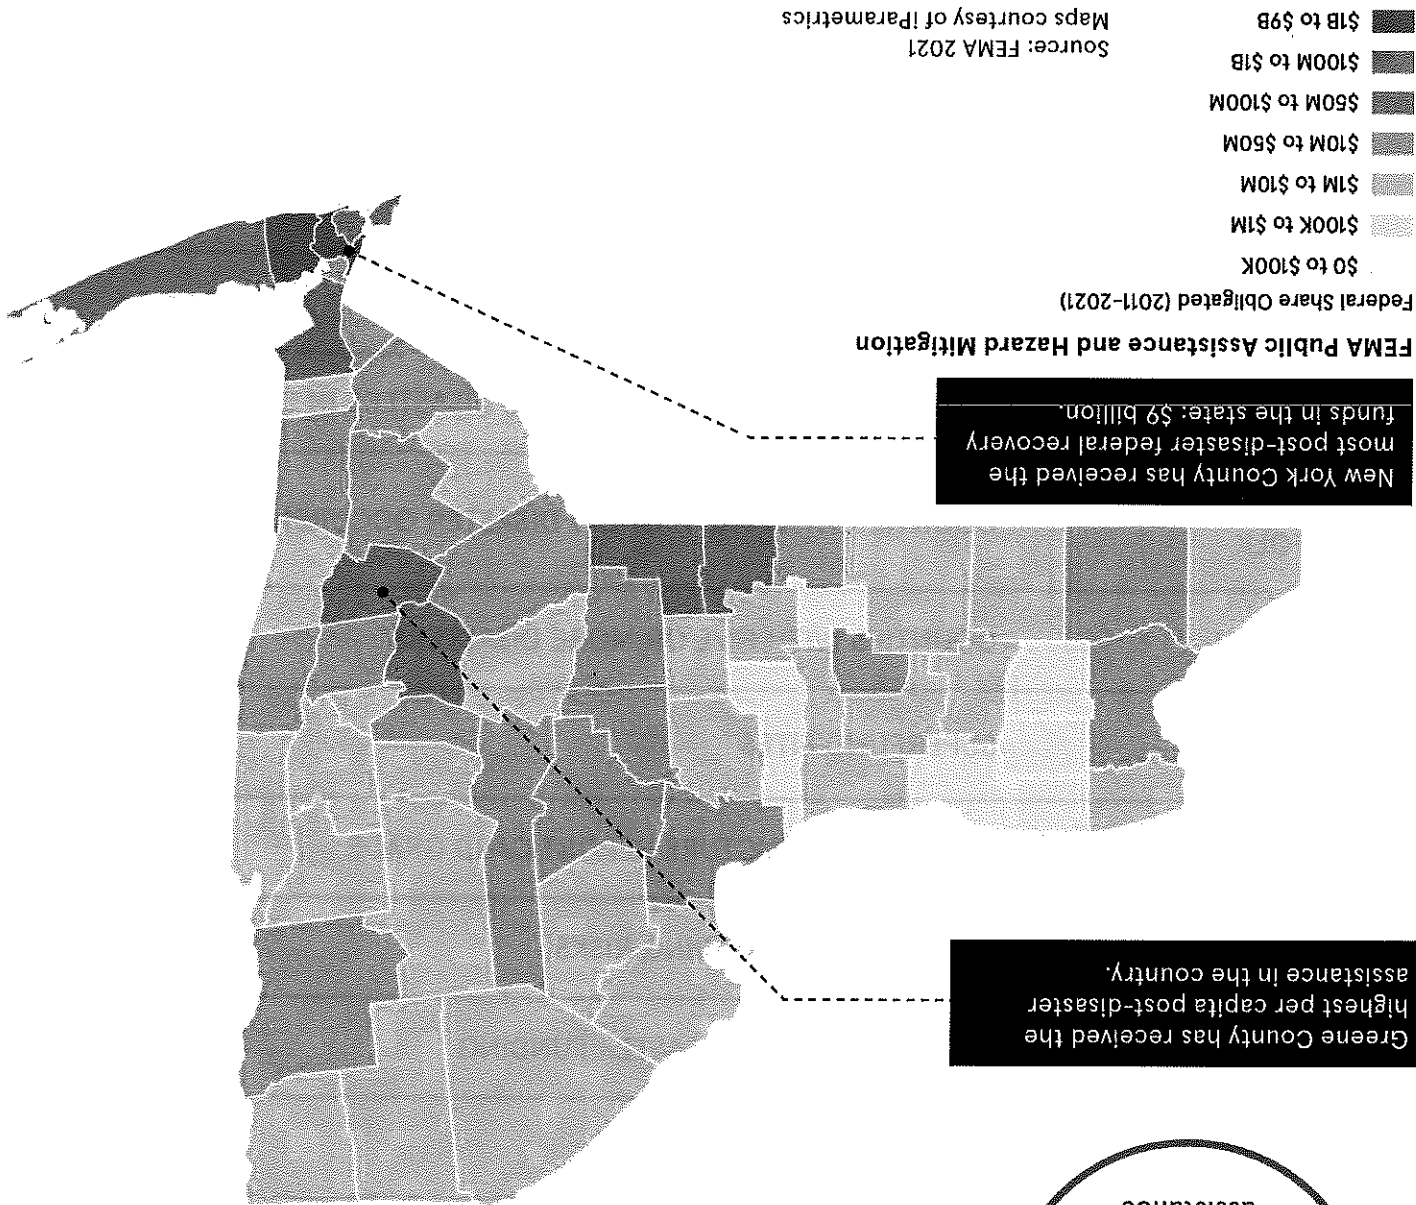 assistance
Greene County has received the
highest per capita post-disaster
assistance in the country.
New York County has received the
most post-disaster federal recovery
funds in the state: $9 billion.
FEMA Public Assistance and Hazard Mitigation
Federal Share Obligated (2011-2021)
$0 to $100K
$100K to $1M
$1M to $10M
$10M to $50M
$50M to $100M
$100M to $1B
$1B to $9B
Source: FEMA 2021
Maps courtesy of iParametrics